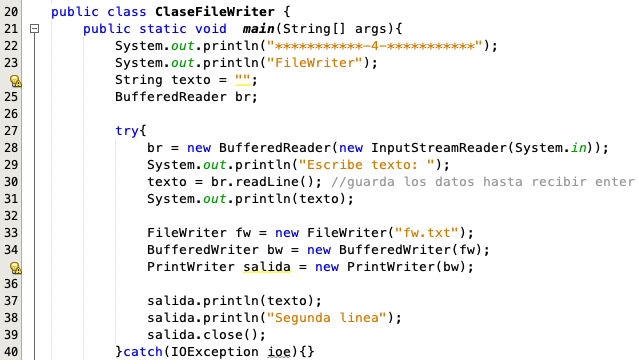 20 public class ClaseFileWriter {
21 public static void main(String[] args){
22 System.out.println("***********-4-***********");
23 System.out.println("FileWriter");
String texto = "";
25 BufferedReader br;
26
27 try{
28 br = new BufferedReader(new InputStreamReader(System.in));
29 System.out.println("Escribe texto: ");
30 texto = br.readLine(); //guarda los datos hasta recibir enter
31 System.out.println(texto);
32
33 FileWriter fw = new FileWriter("fw.txt");
34 BufferedWriter bw = new BufferedWriter(fw);
PrintWriter salida = new PrintWriter(bw);
36
37 salida.println(texto);
38 salida.println("Segunda linea");
39 salida.close();
40 }catch(IOException ioe){}